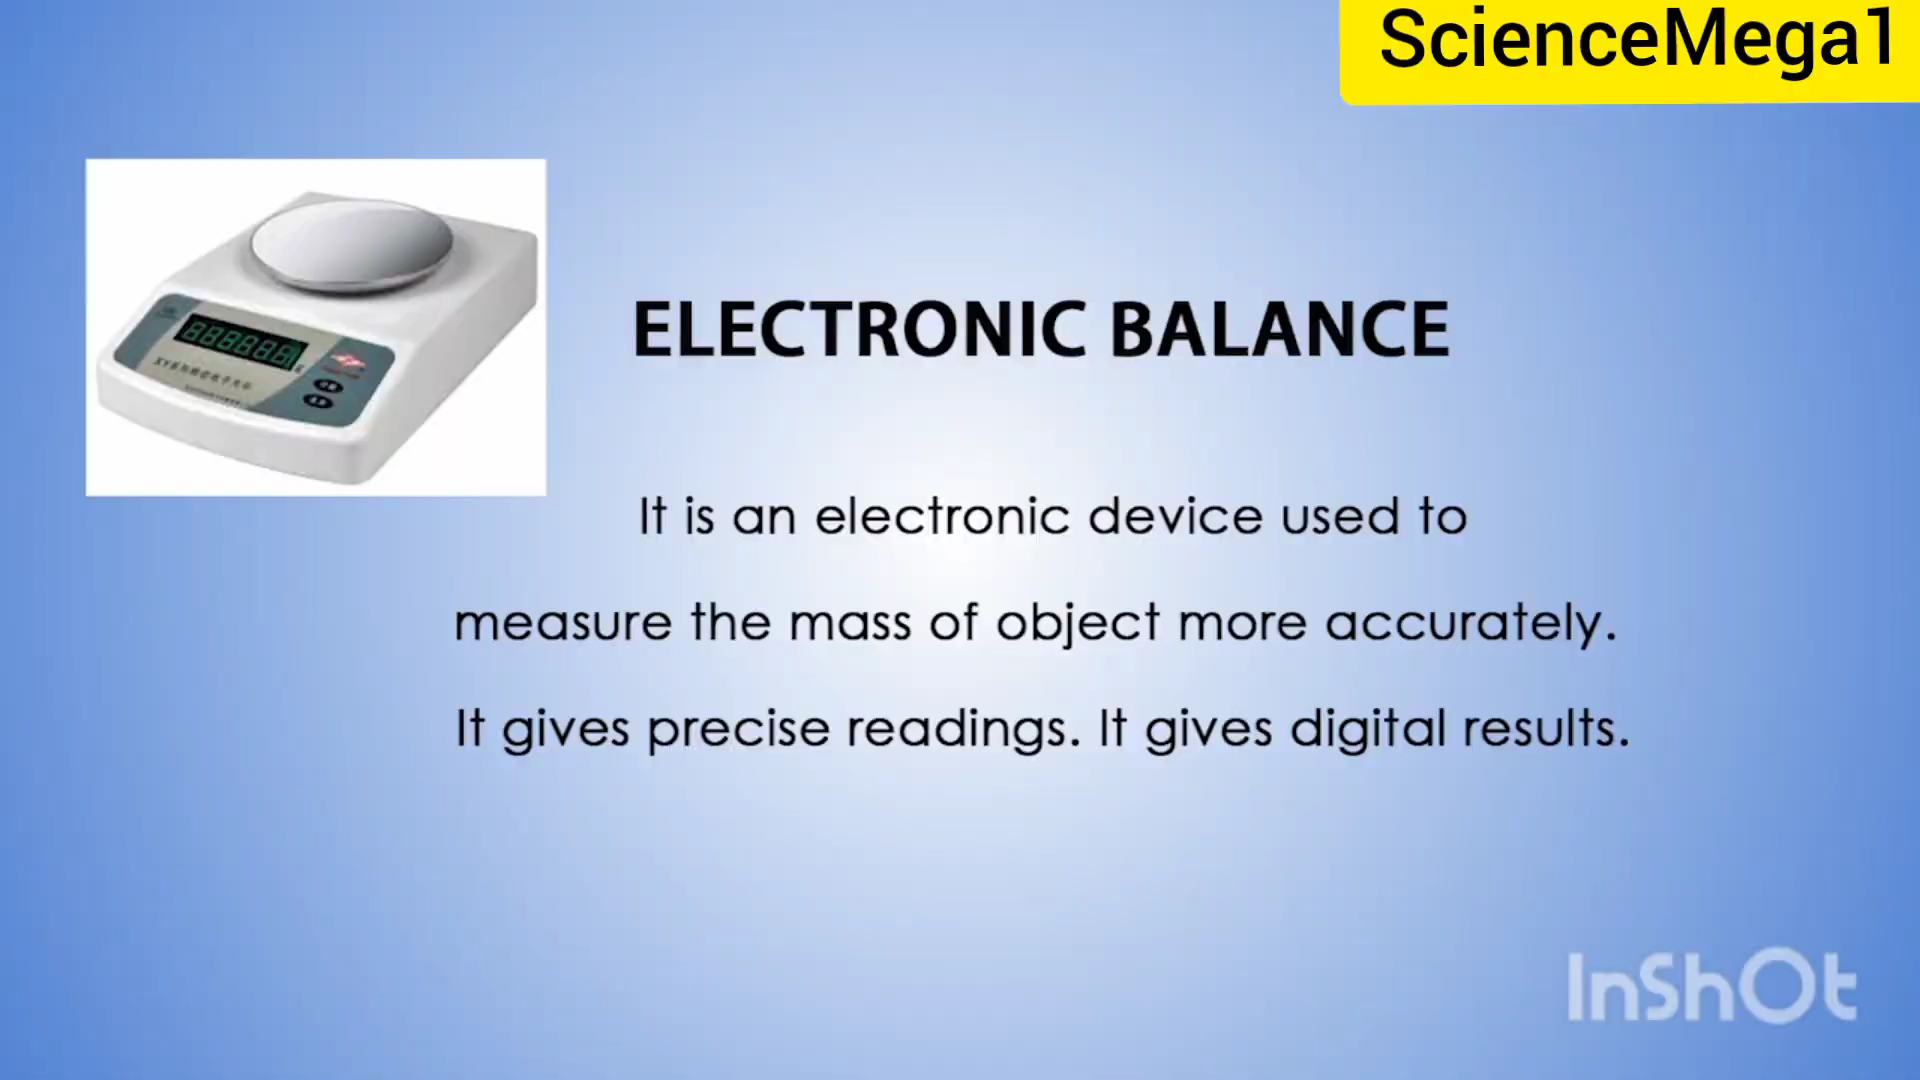 ScienceMega1
888888
ELECTRONIC BALANCE
It is an electronic device used to
measure the mass of object more accurately.
It gives precise readings. It gives digital results.
InShOt